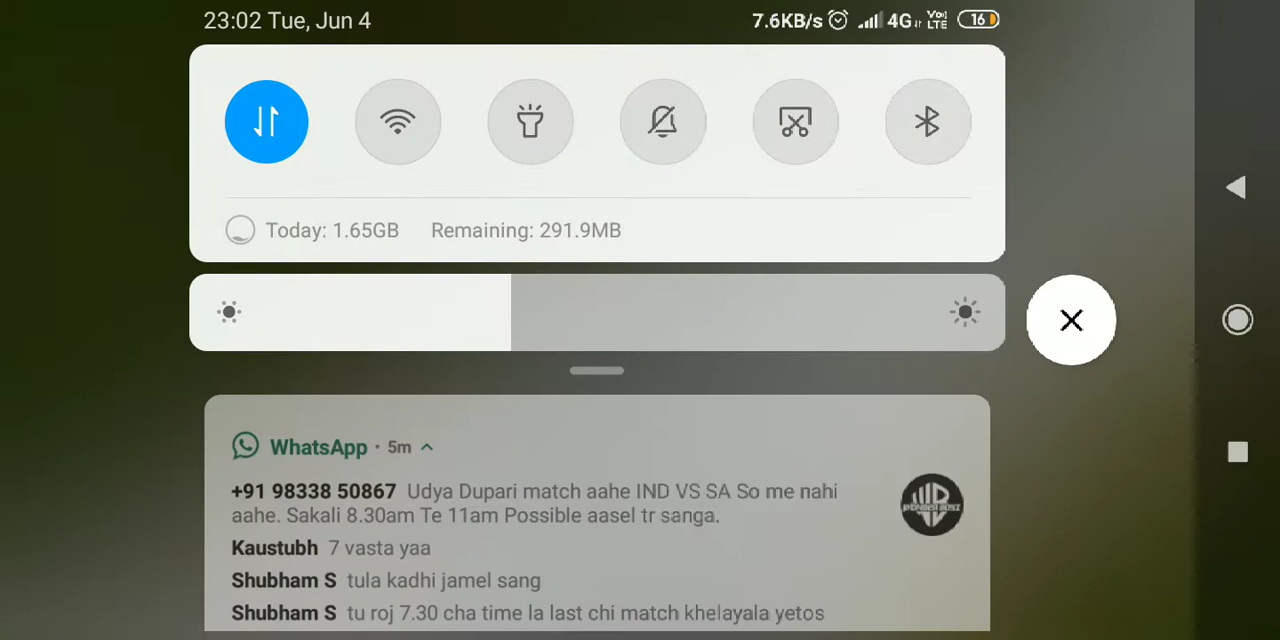 23:02 Tue, Jun 4 7.6KB/s 4G Vo! LTE 16
Today: 1.65GB Remaining: 291.9MB
WhatsApp · 5m
+91 98338 50867 Udya Dupari match aahe IND VS SA So me nahi
aahe. Sakali 8.30am Te 11am Possible aasel tr sanga.
Kaustubh 7 vasta yaa
Shubham S tula kadhi jamel sang
Shubham S tu roj 7.30 cha time la last chi match khelayala yetos